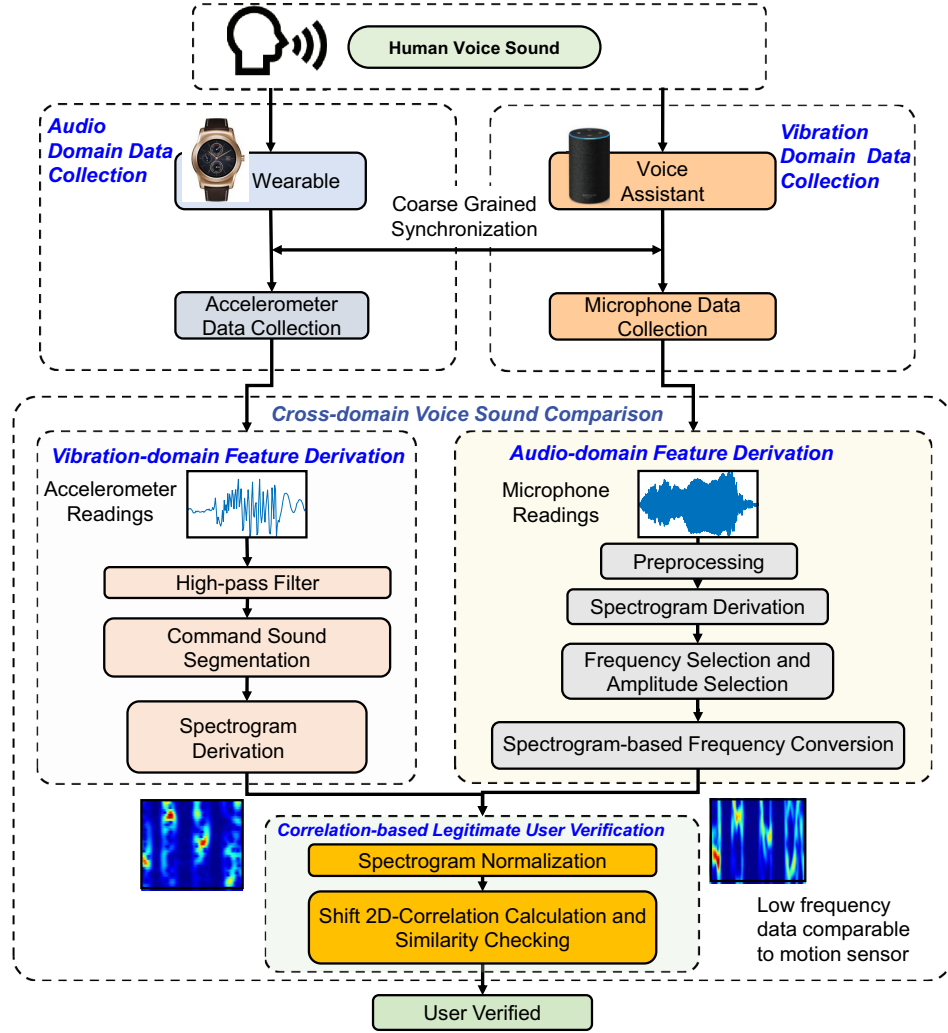 Human Voice Sound
Audio
Domain Data
Collection
Wearable
Voice
Assistant
Vibration
Domain Data
Collection
Coarse Grained
Synchronization
Accelerometer
Data Collection
Microphone Data
Collection
Cross-domain Voice Sound Comparison
Vibration-domain Feature Derivation
Accelerometer
Readings
High-pass Filter
Command Sound
Segmentation
Spectrogram
Derivation
Audio-domain Feature Derivation
Microphone
Readings
Preprocessing
Spectrogram Derivation
Frequency Selection and
Amplitude Selection
Spectrogram-based Frequency Conversion
Correlation-based Legitimate User Verification
Spectrogram Normalization
Shift 2D-Correlation Calculation and
Similarity Checking
Low frequency
data comparable
to motion sensor
User Verified